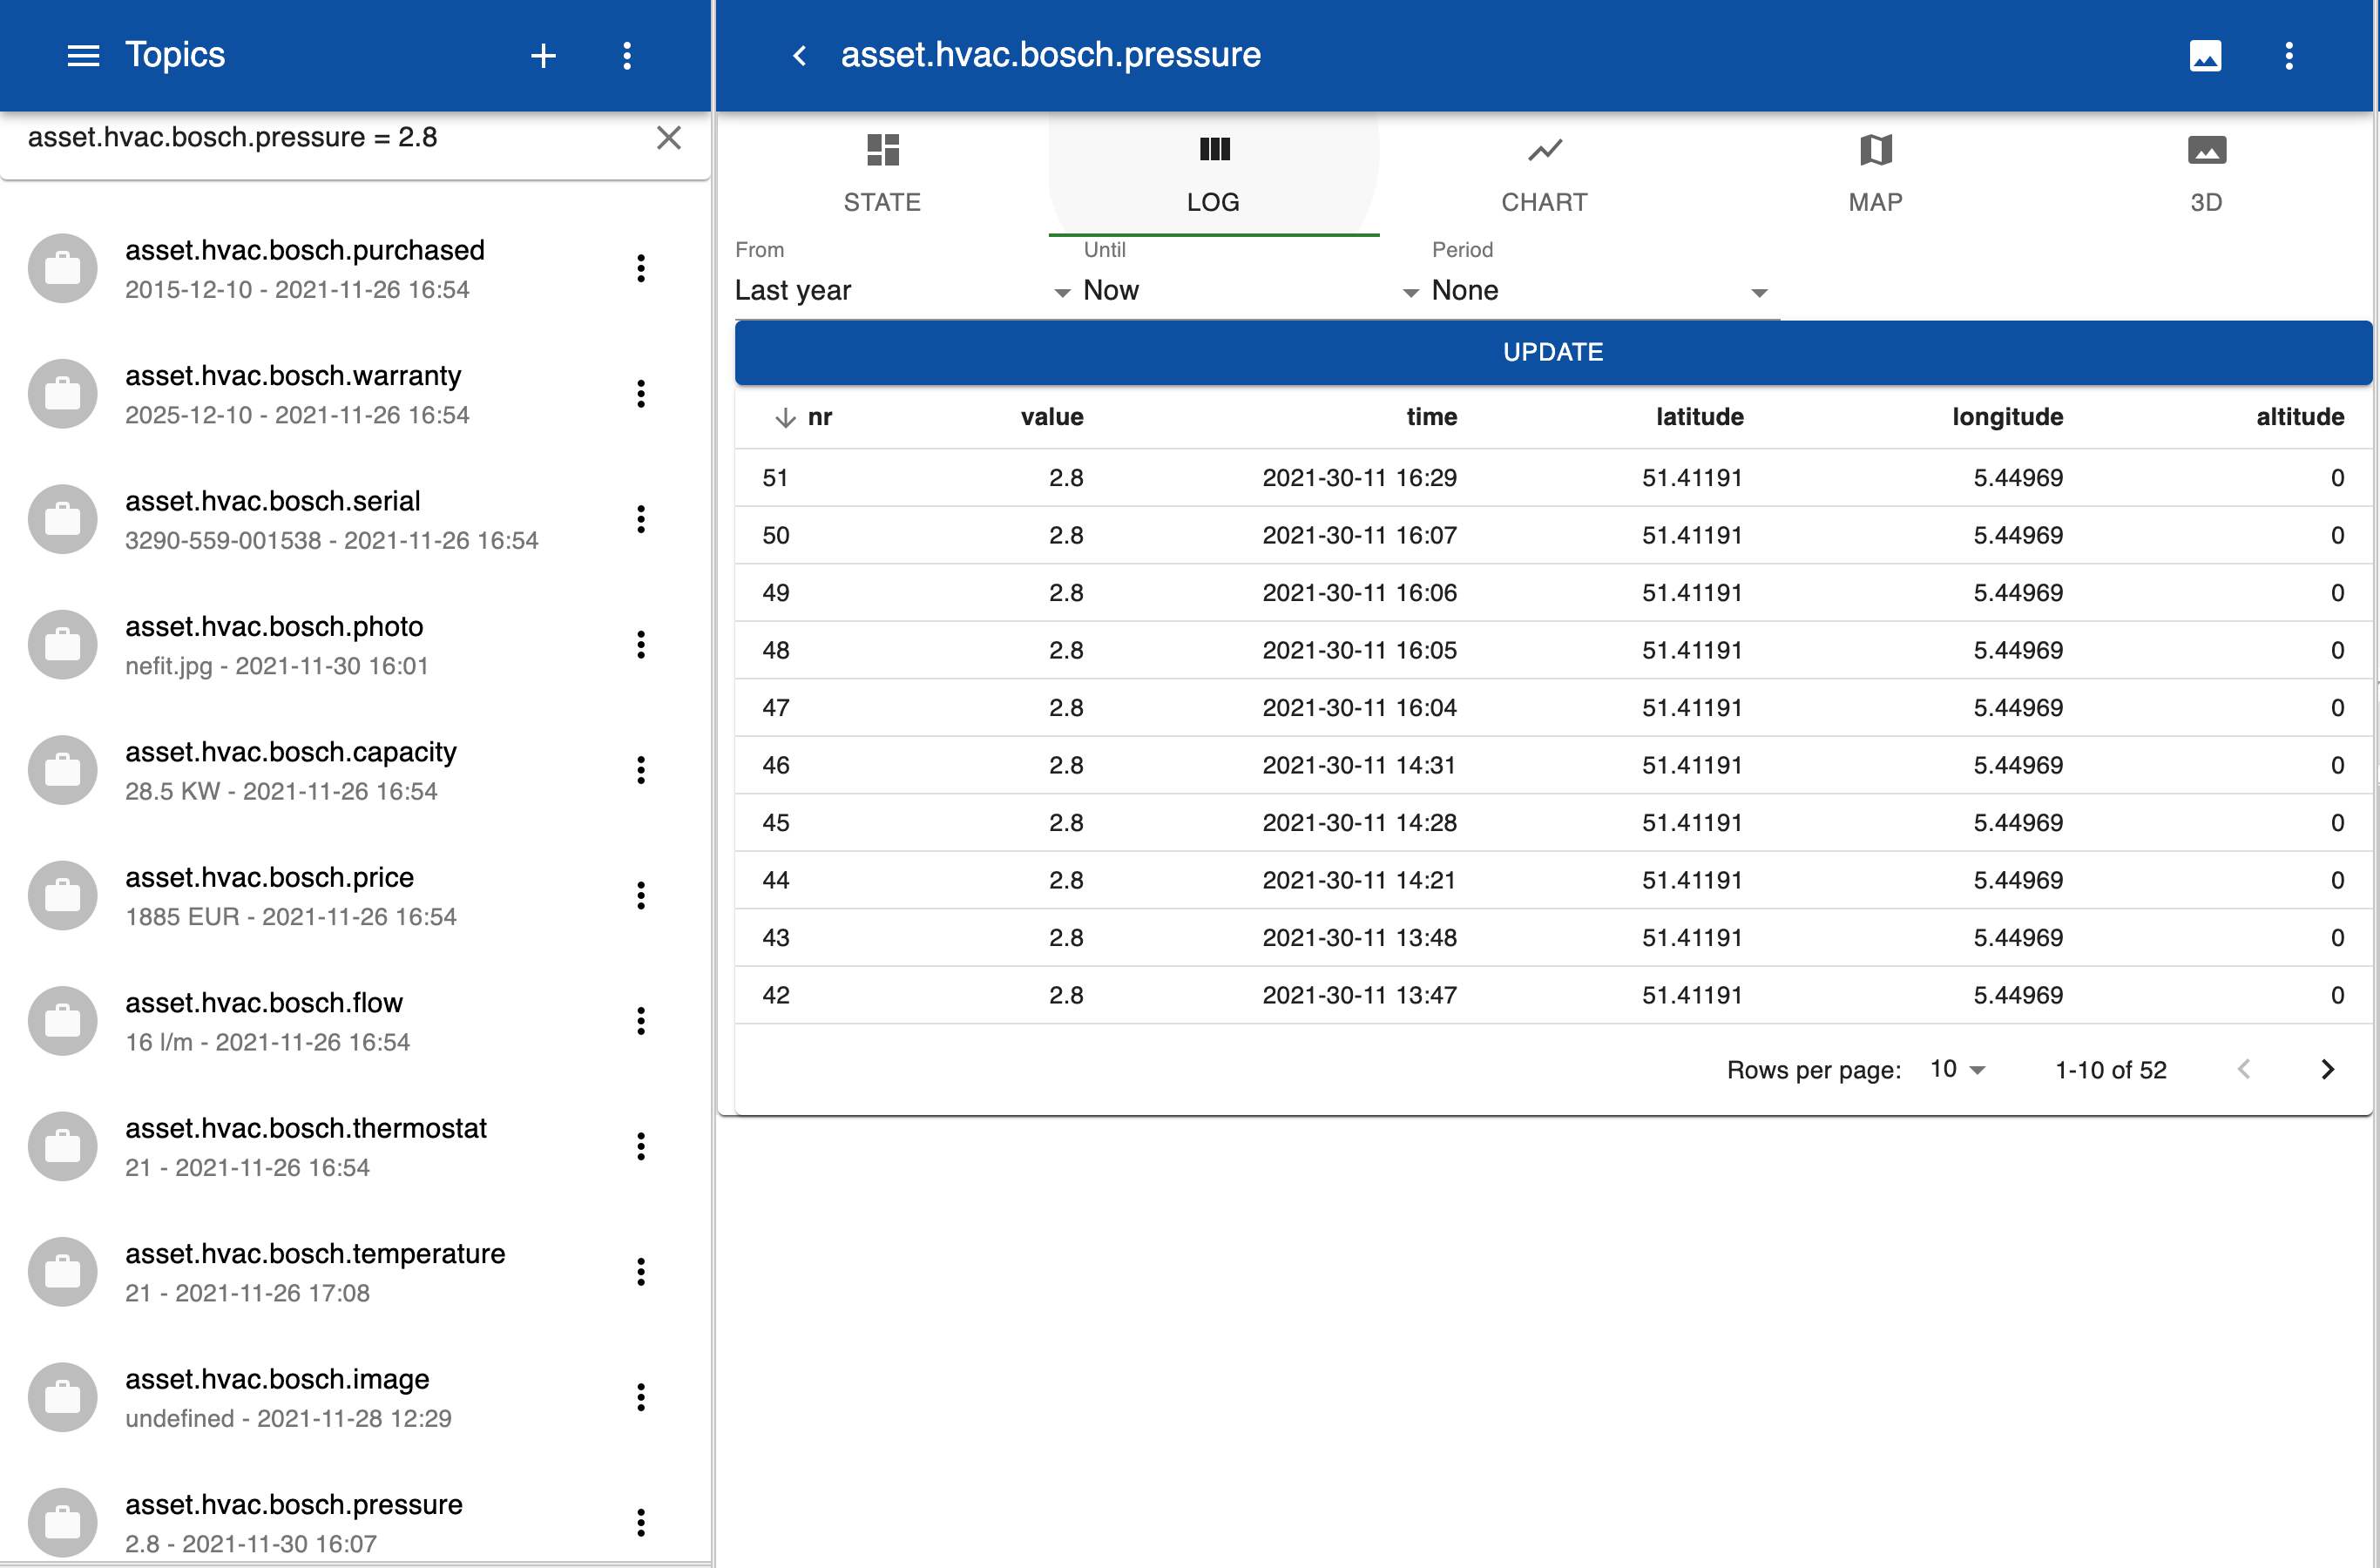 Topics
asset.hvac.bosch.pressure = 2.8
asset.hvac.bosch.purchased
2015-12-10 - 2021-11-26 16:54
asset.hvac.bosch.warranty
2025-12-10 - 2021-11-26 16:54
asset.hvac.bosch.serial
3290-559-001538 - 2021-11-26 16:54
asset.hvac.bosch.photo
nefit.jpg - 2021-11-30 16:01
asset.hvac.bosch.capacity
28.5 KW - 2021-11-26 16:54
asset.hvac.bosch.price
1885 EUR - 2021-11-26 16:54
asset.hvac.bosch.flow
16 l/m - 2021-11-26 16:54
asset.hvac.bosch.thermostat
21 - 2021-11-26 16:54
asset.hvac.bosch.temperature
21 - 2021-11-26 17:08
asset.hvac.bosch.image
undefined - 2021-11-28 12:29
asset.hvac.bosch.pressure
2.8 - 2021-11-30 16:07
asset.hvac.bosch.pressure
STATE LOG CHART MAP 3D
From Until Period
Last year Now None
UPDATE
nr value time latitude longitude altitude
51 2.8 2021-30-11 16:29 51.41191 5.44969 0
50 2.8 2021-30-11 16:07 51.41191 5.44969 0
49 2.8 2021-30-11 16:06 51.41191 5.44969 0
48 2.8 2021-30-11 16:05 51.41191 5.44969 0
47 2.8 2021-30-11 16:04 51.41191 5.44969 0
46 2.8 2021-30-11 14:31 51.41191 5.44969 0
45 2.8 2021-30-11 14:28 51.41191 5.44969 0
44 2.8 2021-30-11 14:21 51.41191 5.44969 0
43 2.8 2021-30-11 13:48 51.41191 5.44969 0
42 2.8 2021-30-11 13:47 51.41191 5.44969 0
Rows per page: 10 1-10 of 52